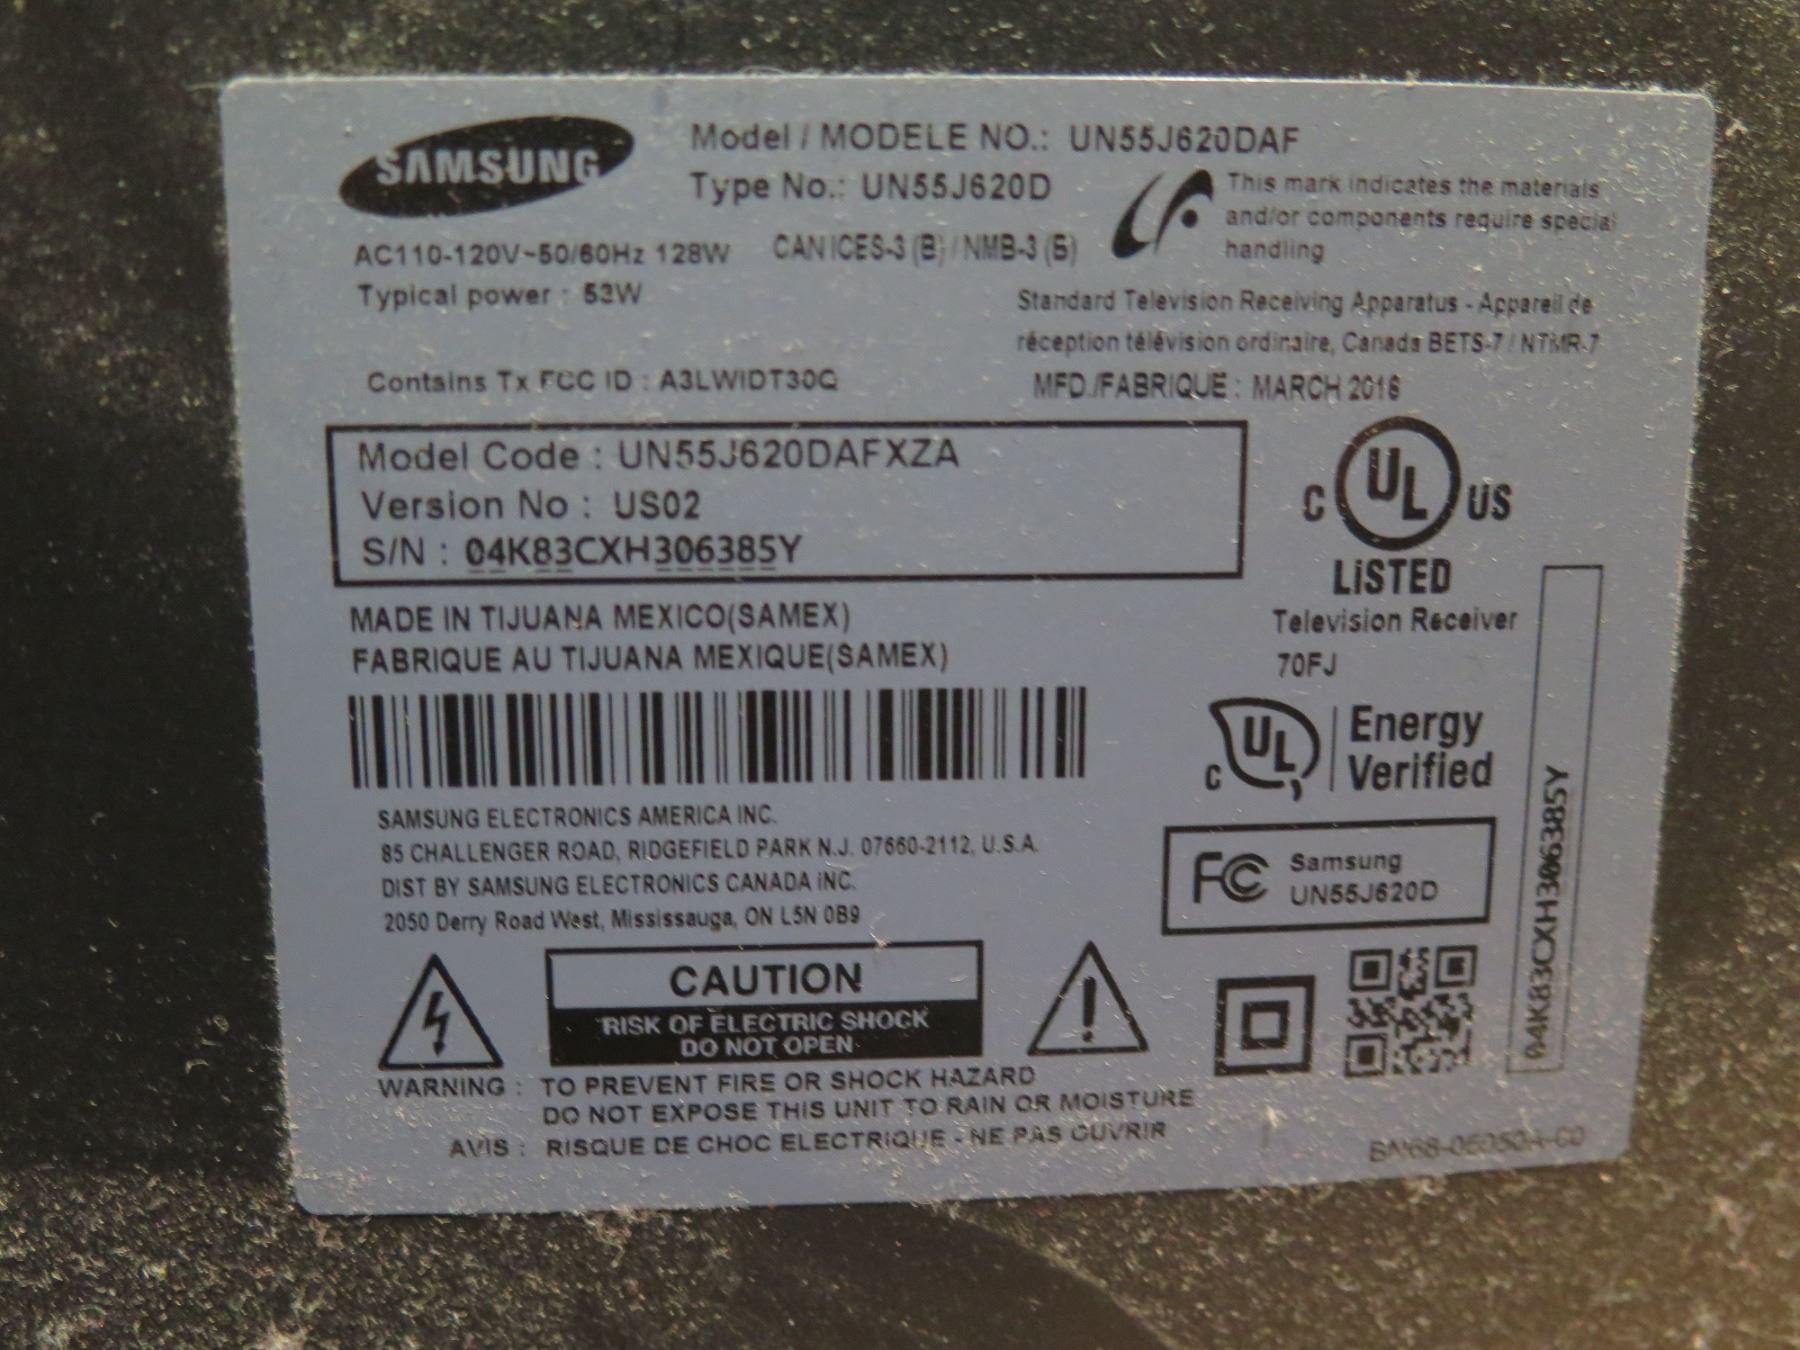 SAMSUNG
Model / MODELE NO.: UN55J620DAF
Type No.: UN55J620D
This mark indicates the materials
and/or components require special
handling
AC110-120V~50/60Hz 128W
CAN ICES-3 (B) / NMB-3 (B)
Typical power : 53W
Standard Television Receiving Apparatus - Appareil de
réception télévision ordinaire, Canada BETS-7 / NTMR-7
Contains Tx FCC ID : A3LWIDT30Q
MFD./FABRIQUE : MARCH 2016
Model Code : UN55J620DAFXZA
Version No : US02
S/N : 04K83CXH306385Y
C UL US
LISTED
Television Receiver
70FJ
MADE IN TIJUANA MEXICO(SAMEX)
FABRIQUE AU TIJUANA MEXIQUE(SAMEX)
C UL Energy
Verified
SAMSUNG ELECTRONICS AMERICA INC.
85 CHALLENGER ROAD, RIDGEFIELD PARK N.J. 07660-2112, U.S.A.
DIST BY SAMSUNG ELECTRONICS CANADA INC.
2050 Derry Road West, Mississauga, ON L5N 0B9
FC Samsung
UN55J620D
04K83CXH306385Y
CAUTION
RISK OF ELECTRIC SHOCK
DO NOT OPEN
WARNING : TO PREVENT FIRE OR SHOCK HAZARD
DO NOT EXPOSE THIS UNIT TO RAIN OR MOISTURE
AVIS : RISQUE DE CHOC ELECTRIQUE - NE PAS OUVRIR